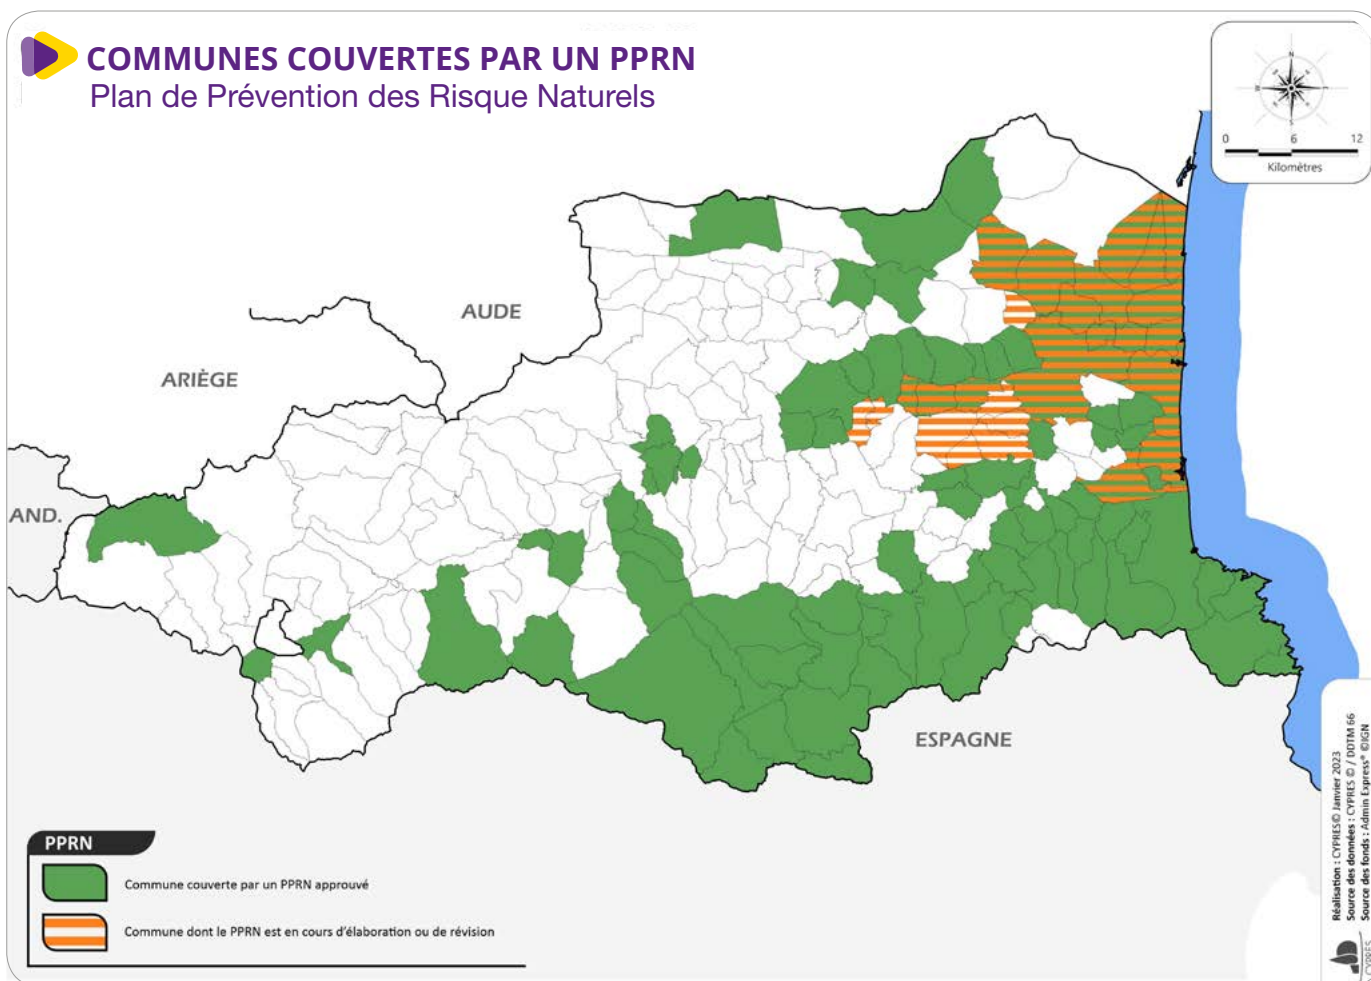 COMMUNES COUVERTES PAR UN PPRN
Plan de Prévention des Risque Naturels
N
E
S
W
0 6 12
Kilomètres
AUDE
ARIÈGE
AND.
ESPAGNE
PPRN
Commune couverte par un PPRN approuvé
Commune dont le PPRN est en cours d'élaboration ou de révision
Réalisation : CYPRES© Janvier 2023
Source des données : CYPRES © / DDTM 66
Source des fonds : Admin Express® ©IGN
CYPRES